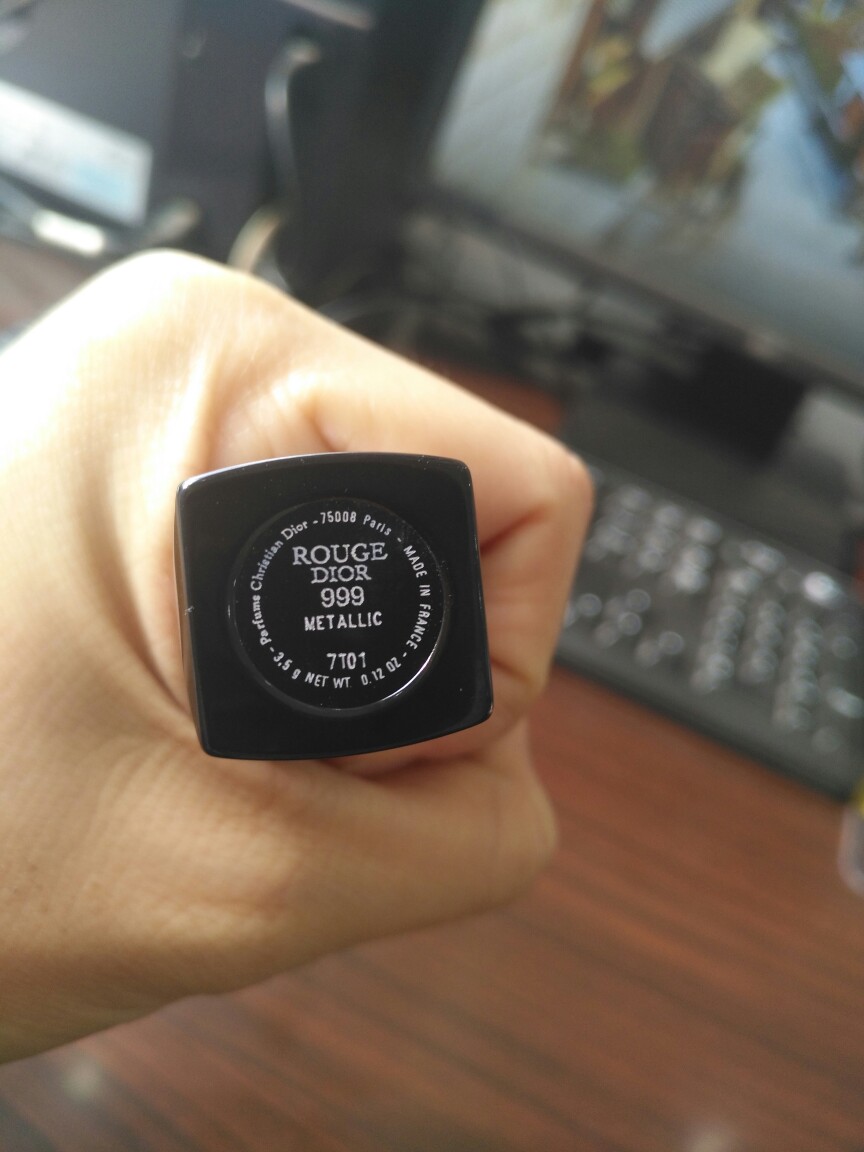 Parfums Christian Dior - 75008 Paris - MADE IN FRANCE -
ROUGE
DIOR
999
METALLIC
7T01
3,5 g NET WT. 0.12 OZ -